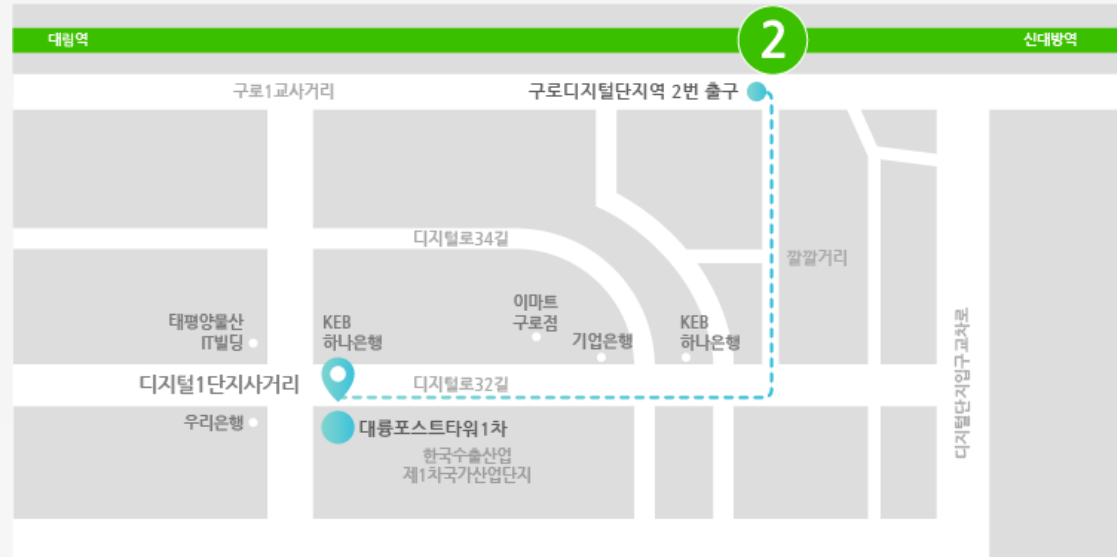 대림역
2
신대방역
구로1교사거리
구로디지털단지역 2번 출구
디지털로34길
깔깔거리
이마트
구로점
태평양물산
IT빌딩
KEB
하나은행
기업은행
KEB
하나은행
디지털1단지사거리
디지털로32길
디지털단지입구 교차로
우리은행
대륭포스트타워1차
한국수출산업
제1차국가산업단지